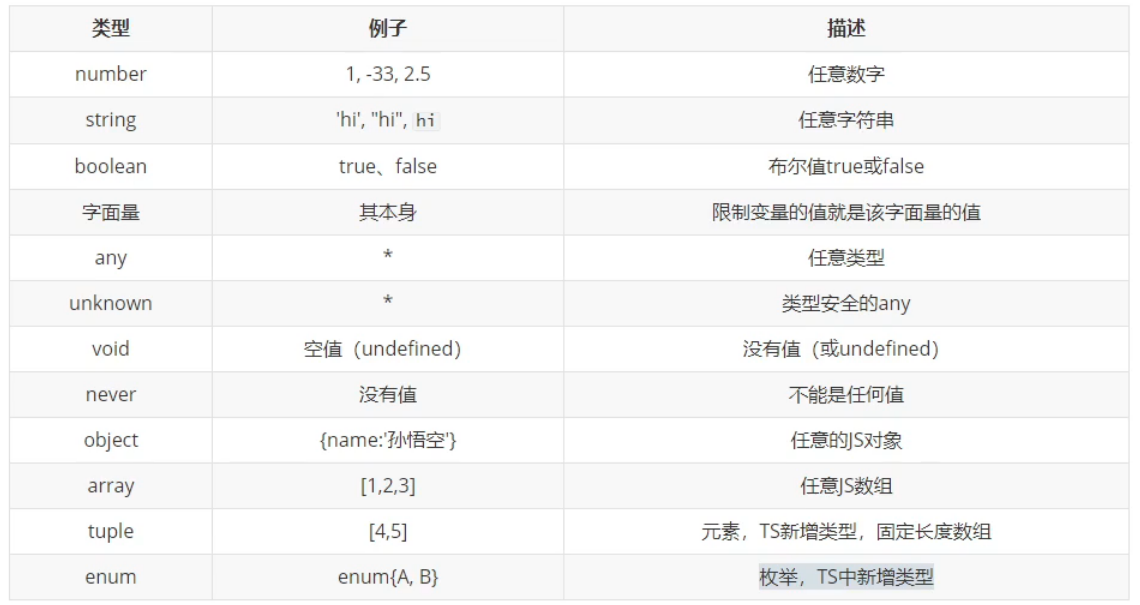 类型 例子 描述
number 1, -33, 2.5 任意数字
string 'hi', "hi", hi 任意字符串
boolean true、false 布尔值true或false
字面量 其本身 限制变量的值就是该字面量的值
any * 任意类型
unknown * 类型安全的any
void 空值（undefined） 没有值（或undefined）
never 没有值 不能是任何值
object {name:'孙悟空'} 任意的JS对象
array [1,2,3] 任意JS数组
tuple [4,5] 元素，TS新增类型，固定长度数组
enum enum{A, B} 枚举，TS中新增类型